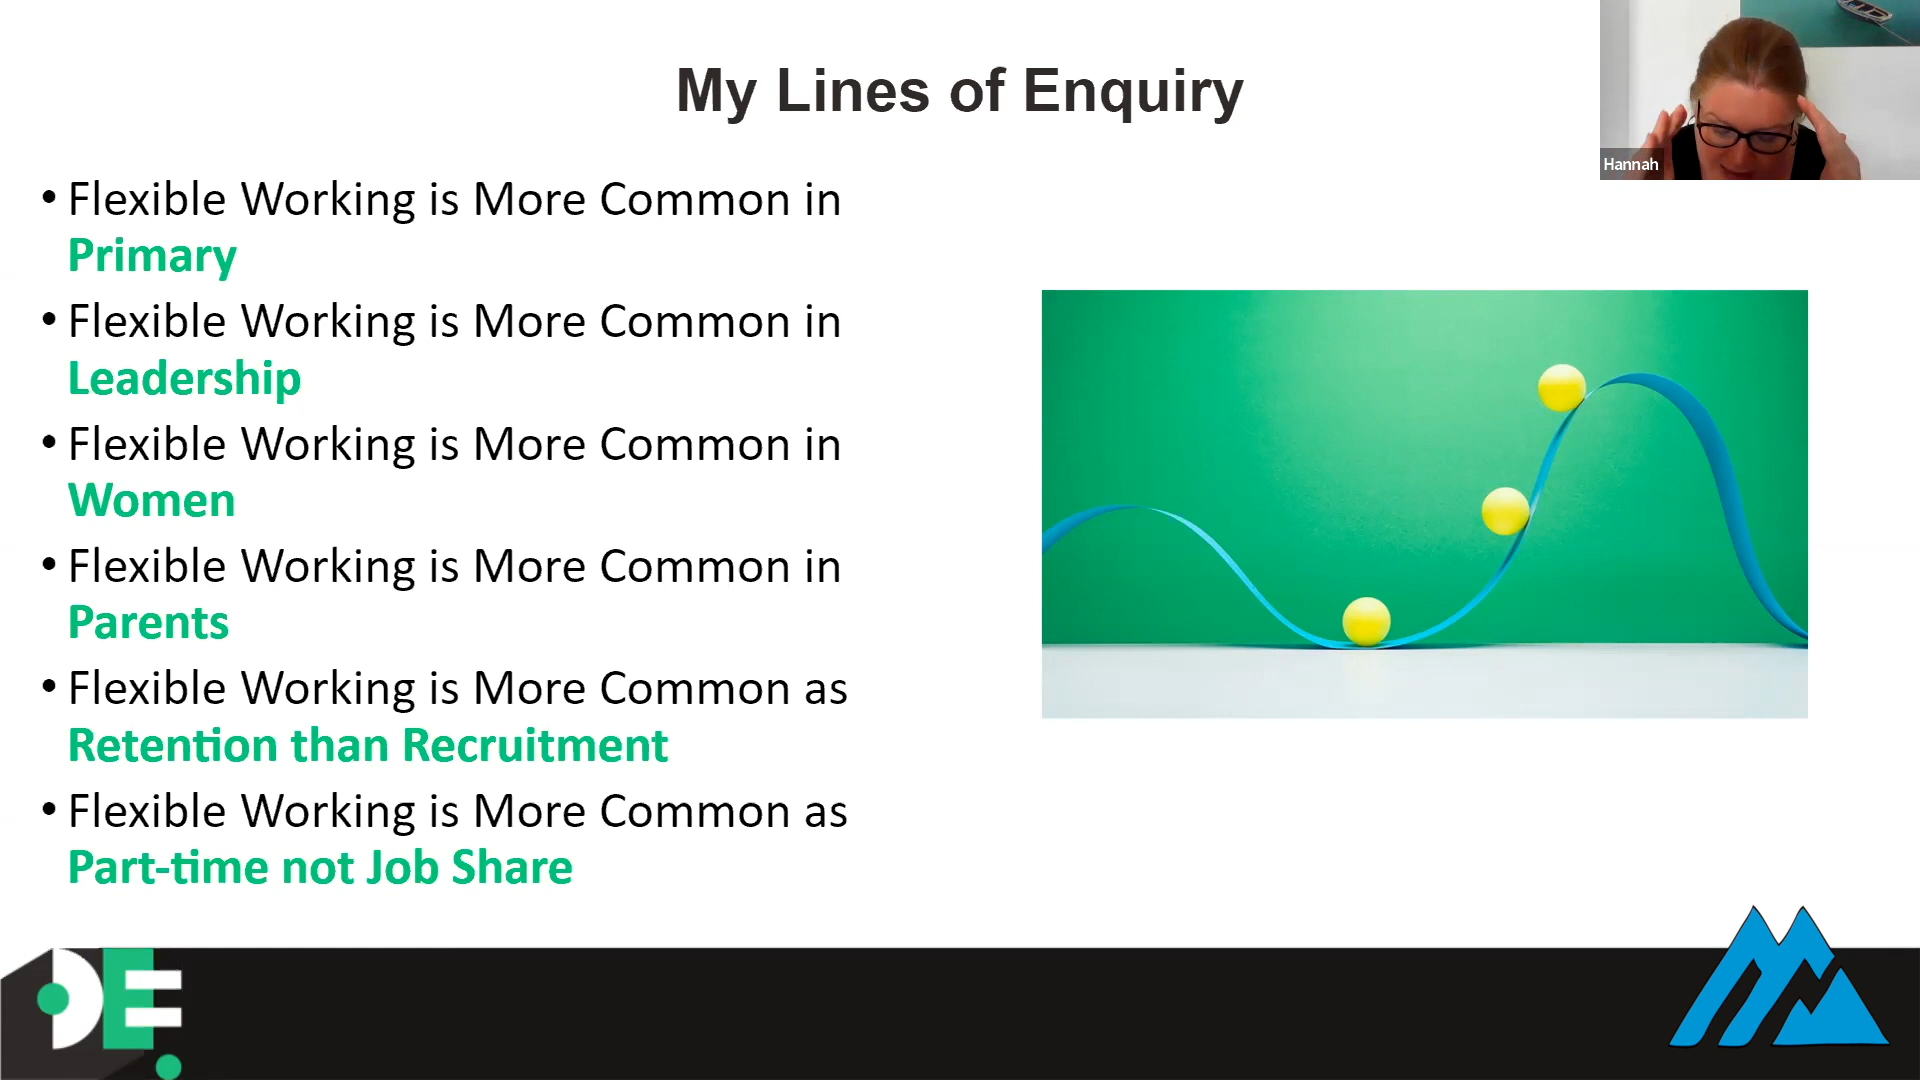 My Lines of Enquiry
Hannah
• Flexible Working is More Common in
Primary
• Flexible Working is More Common in
Leadership
• Flexible Working is More Common in
Women
• Flexible Working is More Common in
Parents
• Flexible Working is More Common as
Retention than Recruitment
• Flexible Working is More Common as
Part-time not Job Share
DE